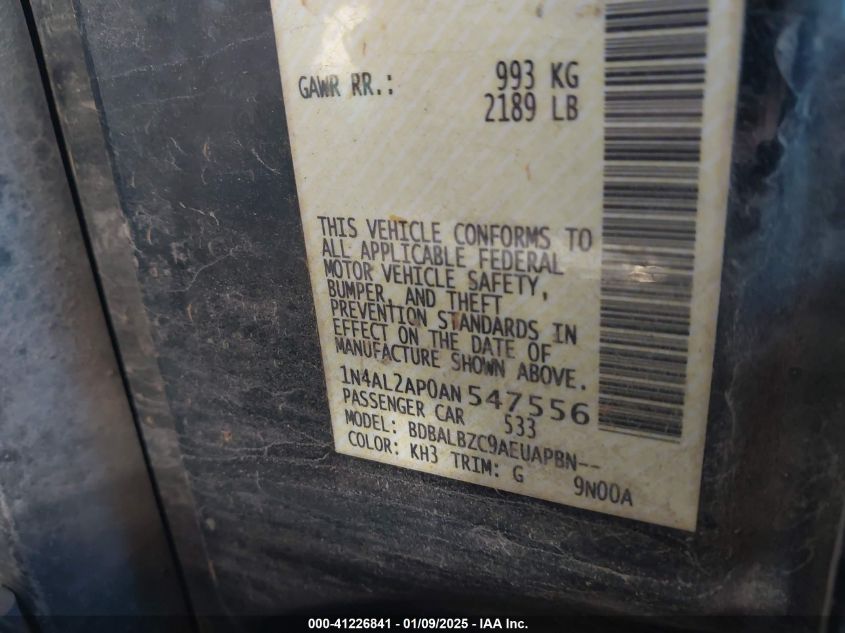 GAWR RR.: 993 KG
2189 LB
THIS VEHICLE CONFORMS TO
ALL APPLICABLE FEDERAL
MOTOR VEHICLE SAFETY,
BUMPER, AND THEFT
PREVENTION STANDARDS IN
EFFECT ON THE DATE OF
MANUFACTURE SHOWN ABOVE.
1N4AL2AP0AN547556
PASSENGER CAR 533
MODEL: BDBALBZC9AEUAPBN--
COLOR: KH3 TRIM: G 9N00A
000-41226841 / 01/09/2025 - IAA Inc.